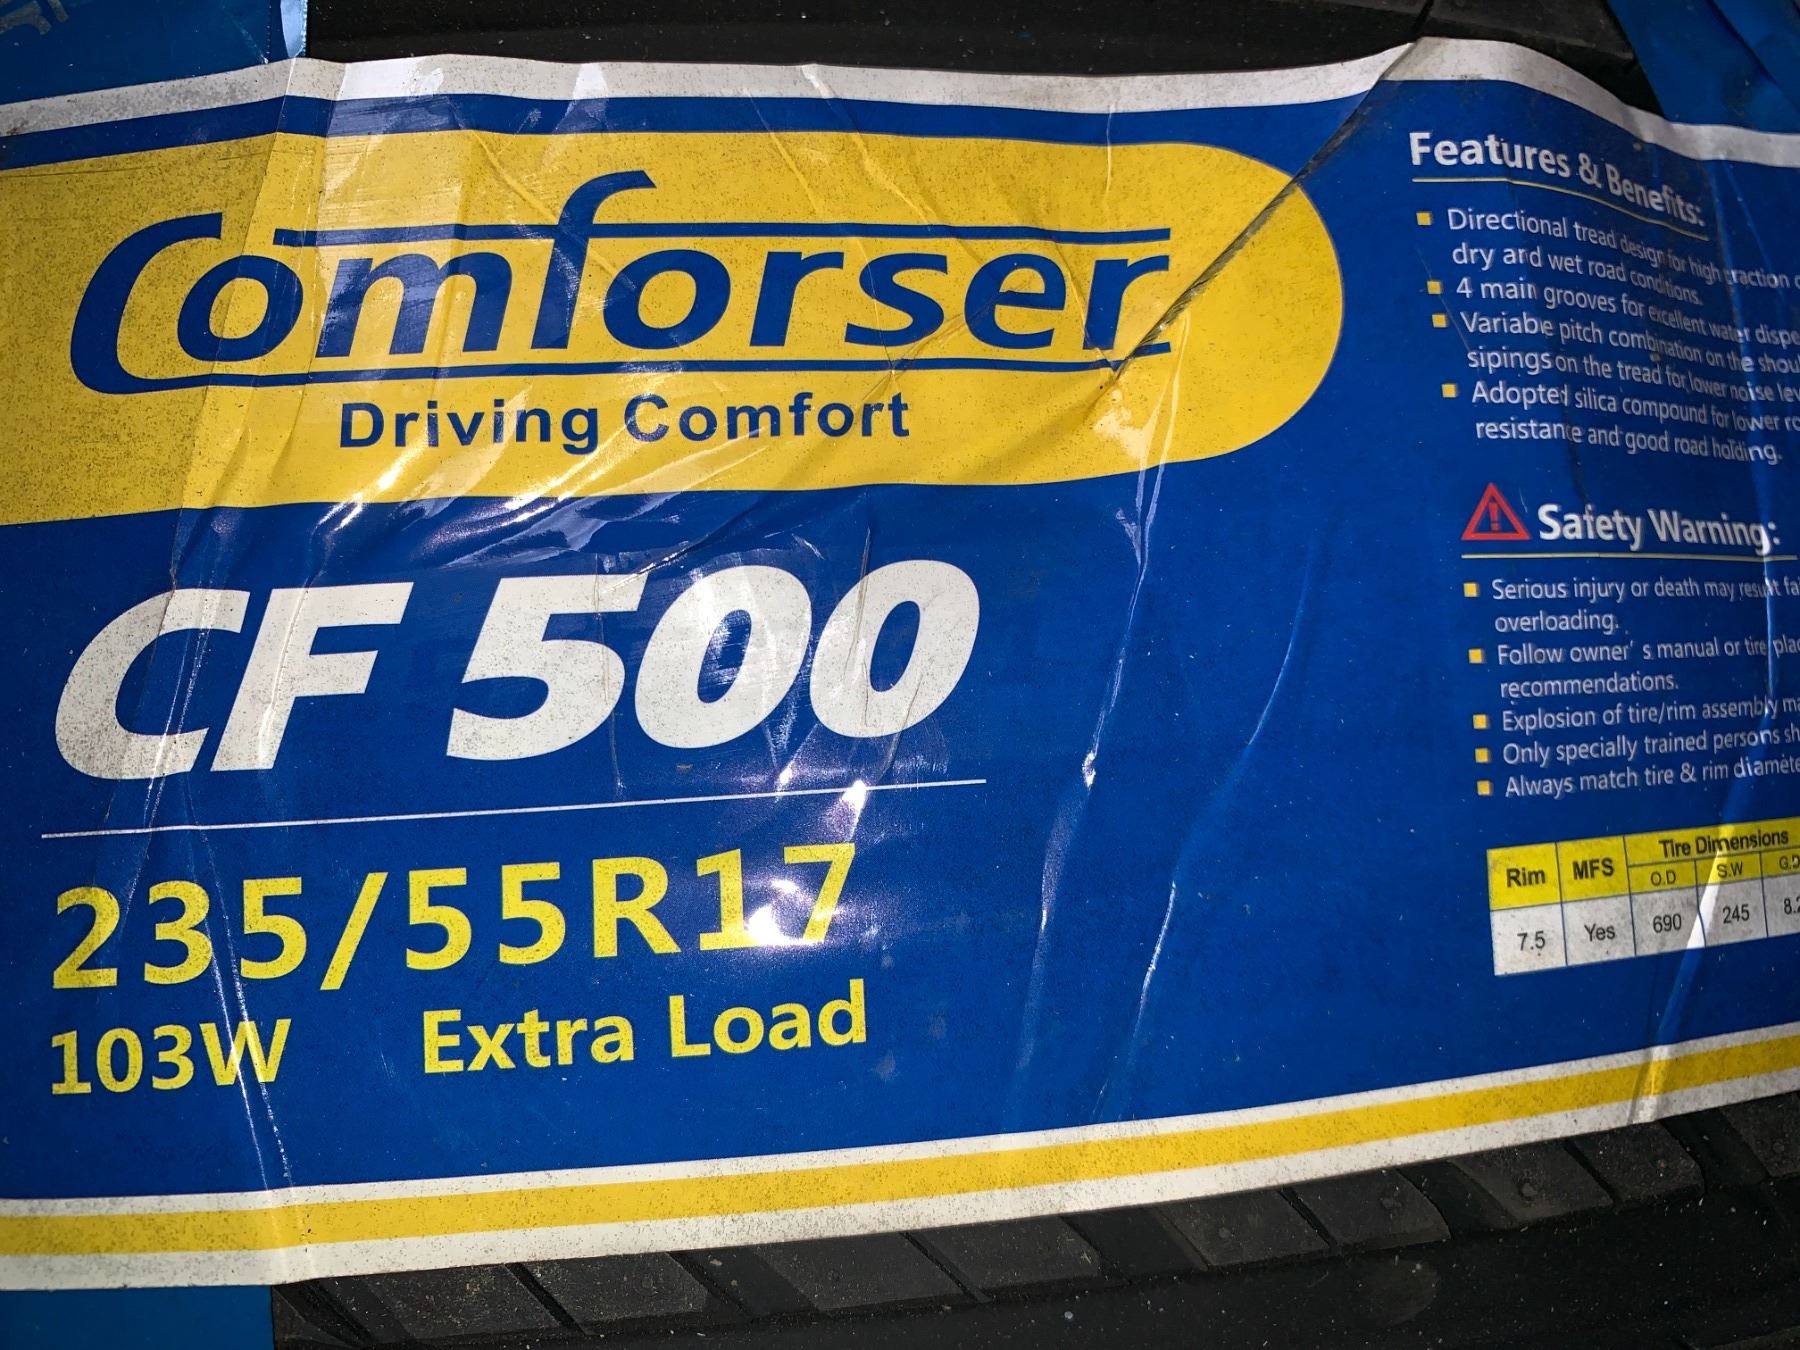 Comforser
Driving Comfort
CF 500
235/55R17
103W Extra Load
Features & Benefits:
Directional tread design for high traction
dry and wet road conditions.
4 main grooves for excellent water
Variable pitch combination on the
sipings on the tread for lower noise
Adopted silica compound for lower
resistance and good road holding.
Safety Warning:
Serious injury or death may result
overloading.
Follow owner' s manual or tire
recommendations.
Explosion of tire/rim assembly
Only specially trained persons
Always match tire & rim
Rim MFS Tire Dimensions
O.D S.W
7.5 Yes 690 245